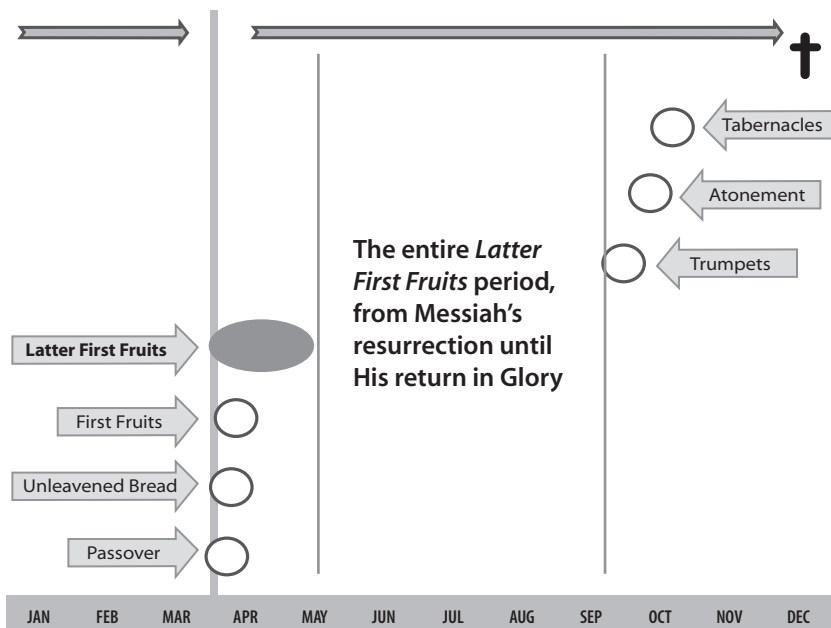 Tabernacles
Atonement
Trumpets
The entire Latter
First Fruits period,
from Messiah’s
resurrection until
His return in Glory
Latter First Fruits
First Fruits
Unleavened Bread
Passover
JAN FEB MAR APR MAY JUN JUL AUG SEP OCT NOV DEC